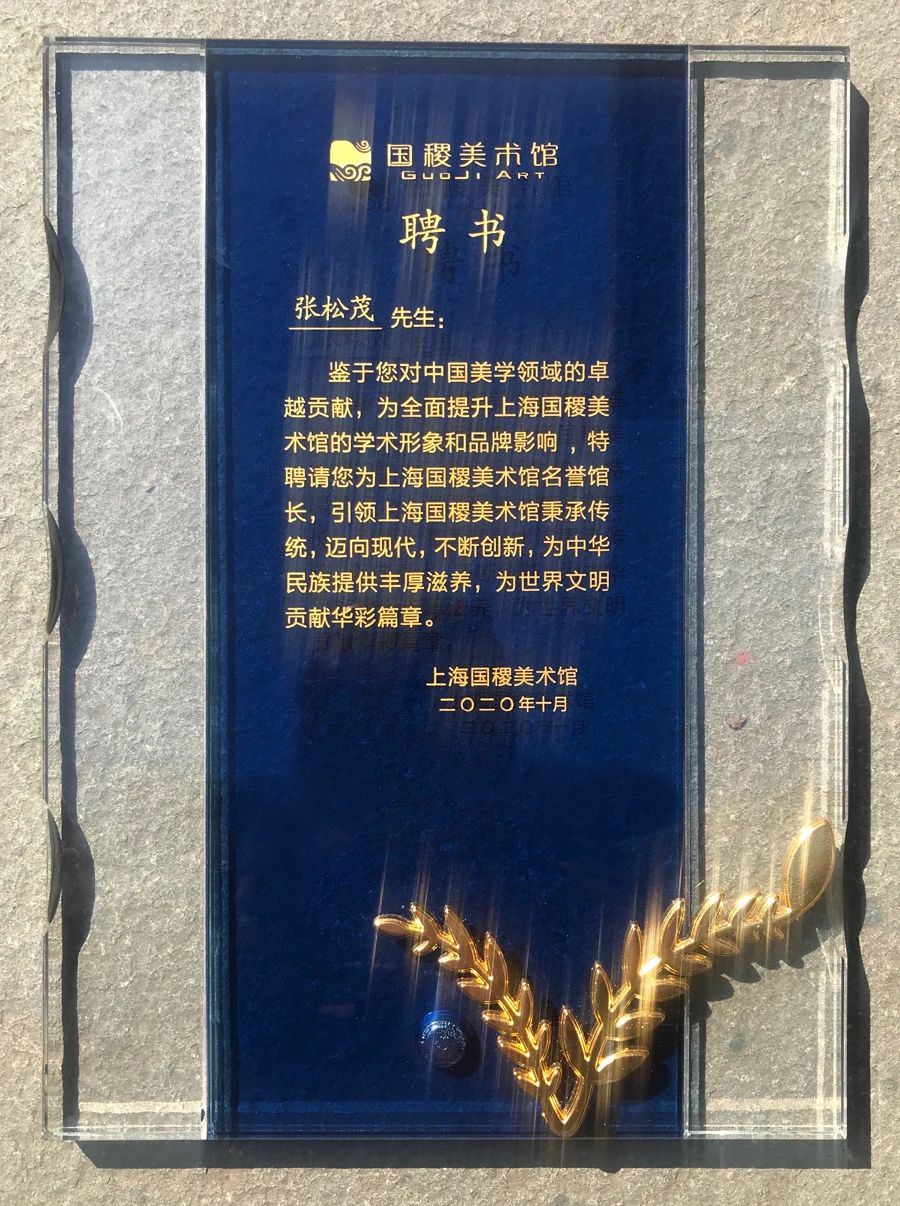 国稷美术馆
GUOJI ART
聘书
张松茂 先生：
鉴于您对中国美学领域的卓
越贡献，为全面提升上海国稷美
术馆的学术形象和品牌影响，特
聘请您为上海国稷美术馆名誉馆
长，引领上海国稷美术馆秉承传
统，迈向现代，不断创新，为中华
民族提供丰厚滋养，为世界文明
贡献华彩篇章。
上海国稷美术馆
二〇二〇年十月